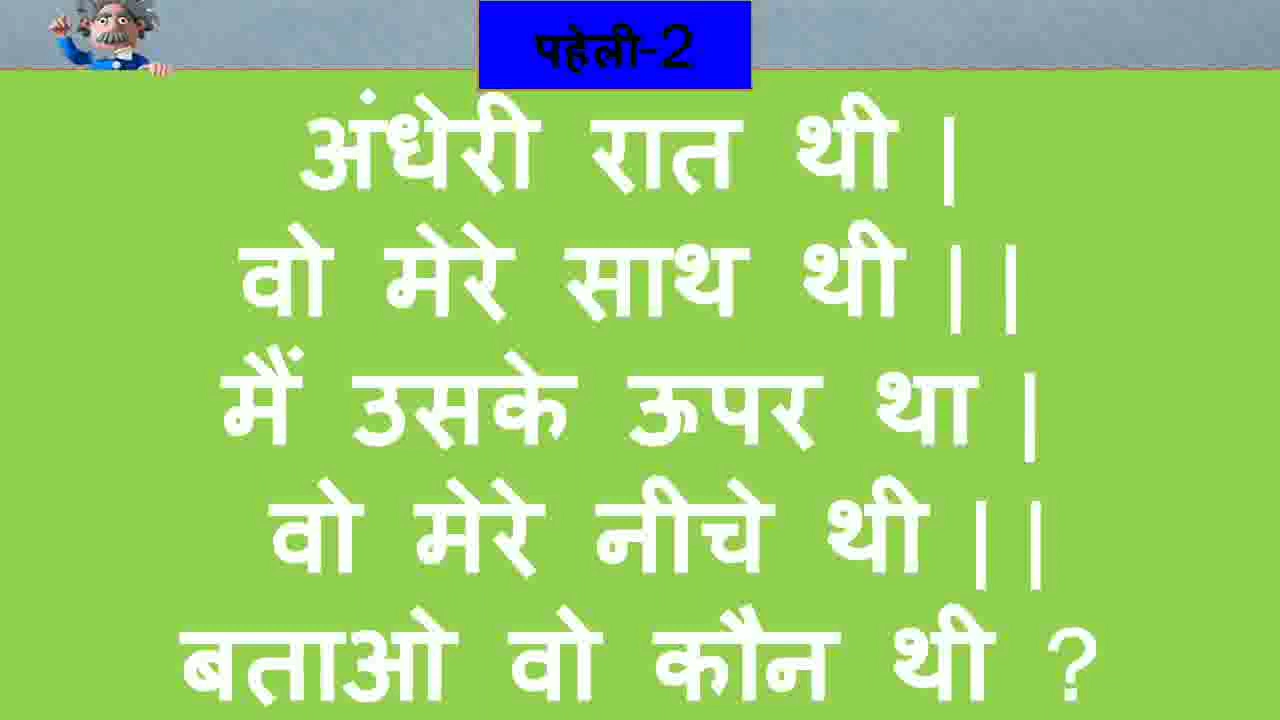 पहेली-2
अंधेरी रात थी |
वो मेरे साथ थी ||
मैं उसके ऊपर था |
वो मेरे नीचे थी ||
बताओ वो कौन थी ?